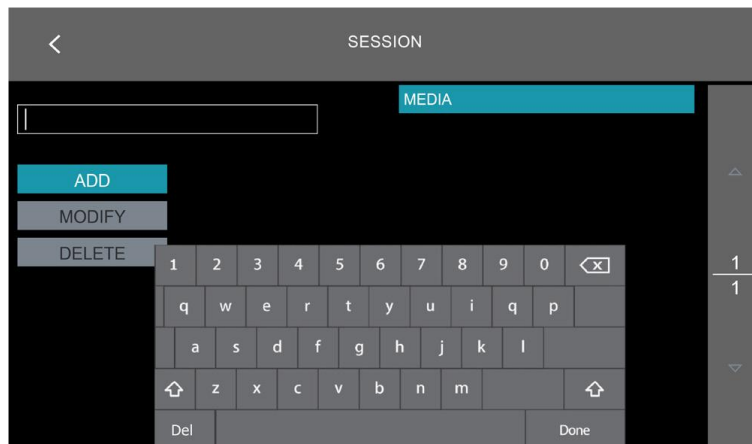 SESSION
MEDIA
ADD
MODIFY
DELETE
1 2 3 4 5 6 7 8 9 0
q w e r t y u i q p
a s d f g h j k l
z x c v b n m
Del Done
1
1